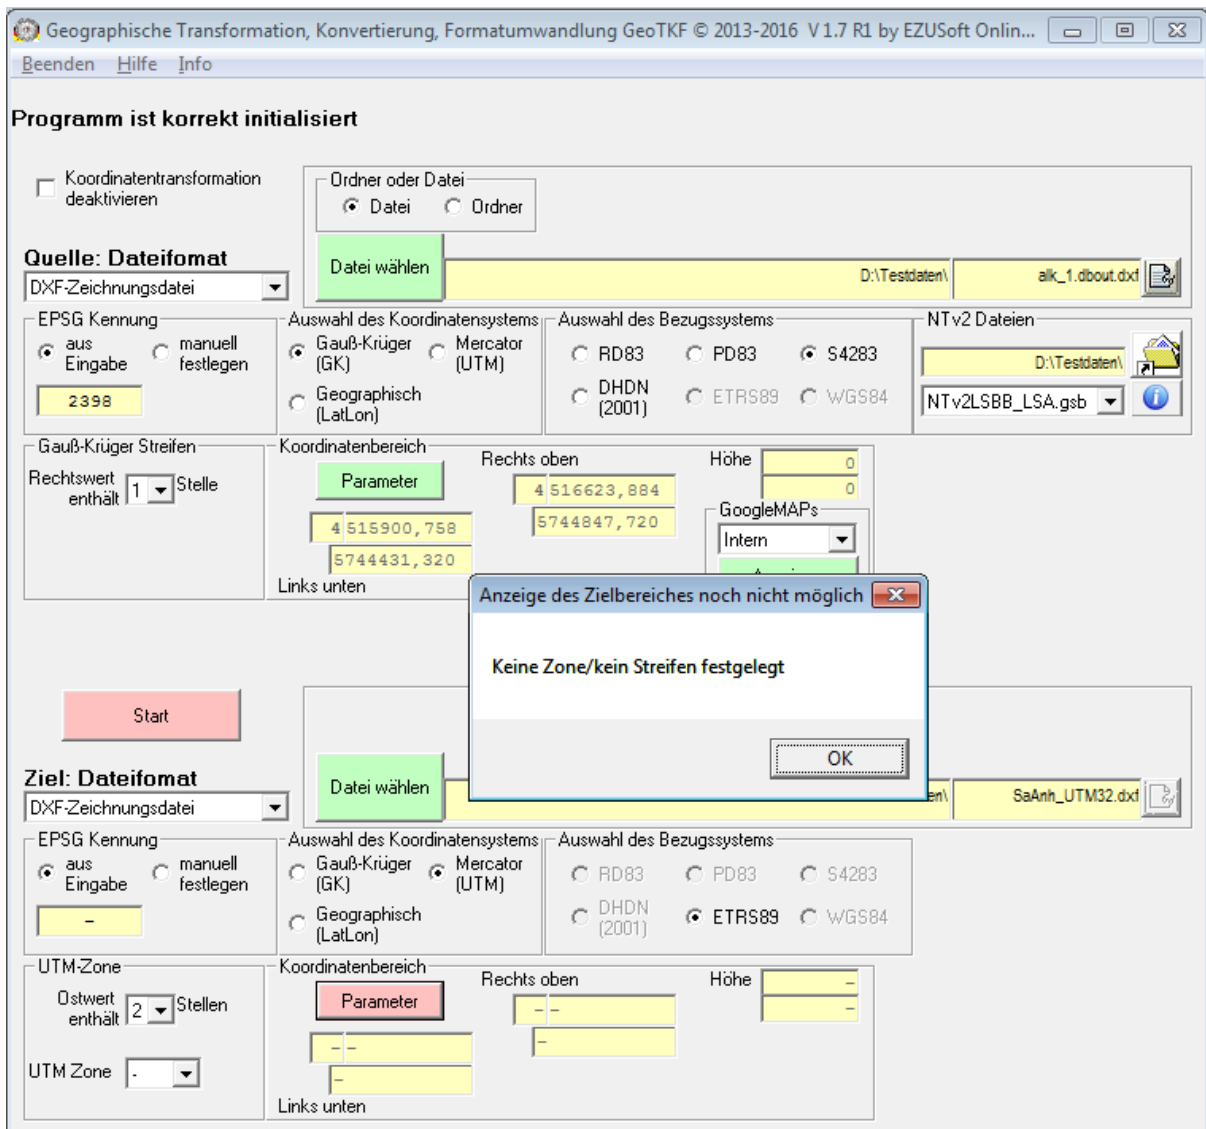 Geographische Transformation, Konvertierung, Formatumwandlung GeoTKF © 2013-2016 V 1.7 R1 by EZUSoft Onlin...
Beenden Hilfe Info
Programm ist korrekt initialisiert
Koordinatentransformation
deaktivieren
Ordner oder Datei
Datei Ordner
Quelle: Dateifomat
DXF-Zeichnungsdatei
Datei wählen
D:\Testdaten\ alk_1.dbout.dxf
EPSG Kennung
aus
Eingabe
manuell
festlegen
2398
Auswahl des Koordinatensystems
Gauß-Krüger
(GK)
Mercator
(UTM)
Geographisch
(LatLon)
Auswahl des Bezugssystems
RD83 PD83 S4283
DHDN
(2001)
ETRS89 WGS84
NTv2 Dateien
D:\Testdaten\
NTv2LSBB_LSA.gsb
Gauß-Krüger Streifen
Rechtswert
enthält
1 Stelle
Koordinatenbereich
Parameter
Rechts oben
4 516623,884
5744847,720
4 515900,758
5744431,320
Links unten
Höhe
0
0
GoogleMAPs
Intern
Anzeige des Zielbereiches noch nicht möglich
Keine Zone/kein Streifen festgelegt
OK
Start
Ziel: Dateifomat
DXF-Zeichnungsdatei
Datei wählen
en\ SaAnh_UTM32.dxf
EPSG Kennung
aus
Eingabe
manuell
festlegen
–
Auswahl des Koordinatensystems
Gauß-Krüger
(GK)
Mercator
(UTM)
Geographisch
(LatLon)
Auswahl des Bezugssystems
RD83 PD83 S4283
DHDN
(2001)
ETRS89 WGS84
UTM-Zone
Ostwert
enthält
2 Stellen
UTM Zone -
Koordinatenbereich
Parameter
Rechts oben
– –
–
– –
–
Links unten
Höhe
–
–